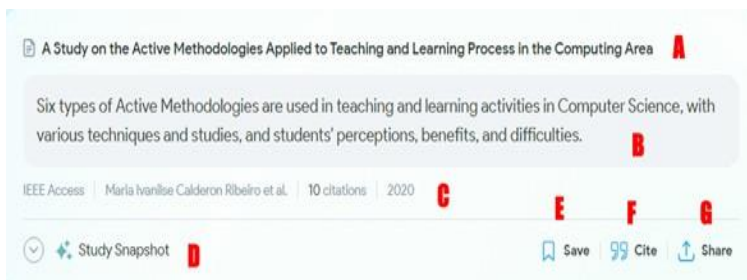 A Study on the Active Methodologies Applied to Teaching and Learning Process in the Computing Area A
Six types of Active Methodologies are used in teaching and learning activities in Computer Science, with
various techniques and studies, and students' perceptions, benefits, and difficulties. B
IEEE Access Maria Ivanilse Calderon Ribeiro et al. 10 citations 2020 C
E F G
Study Snapshot D Save Cite Share